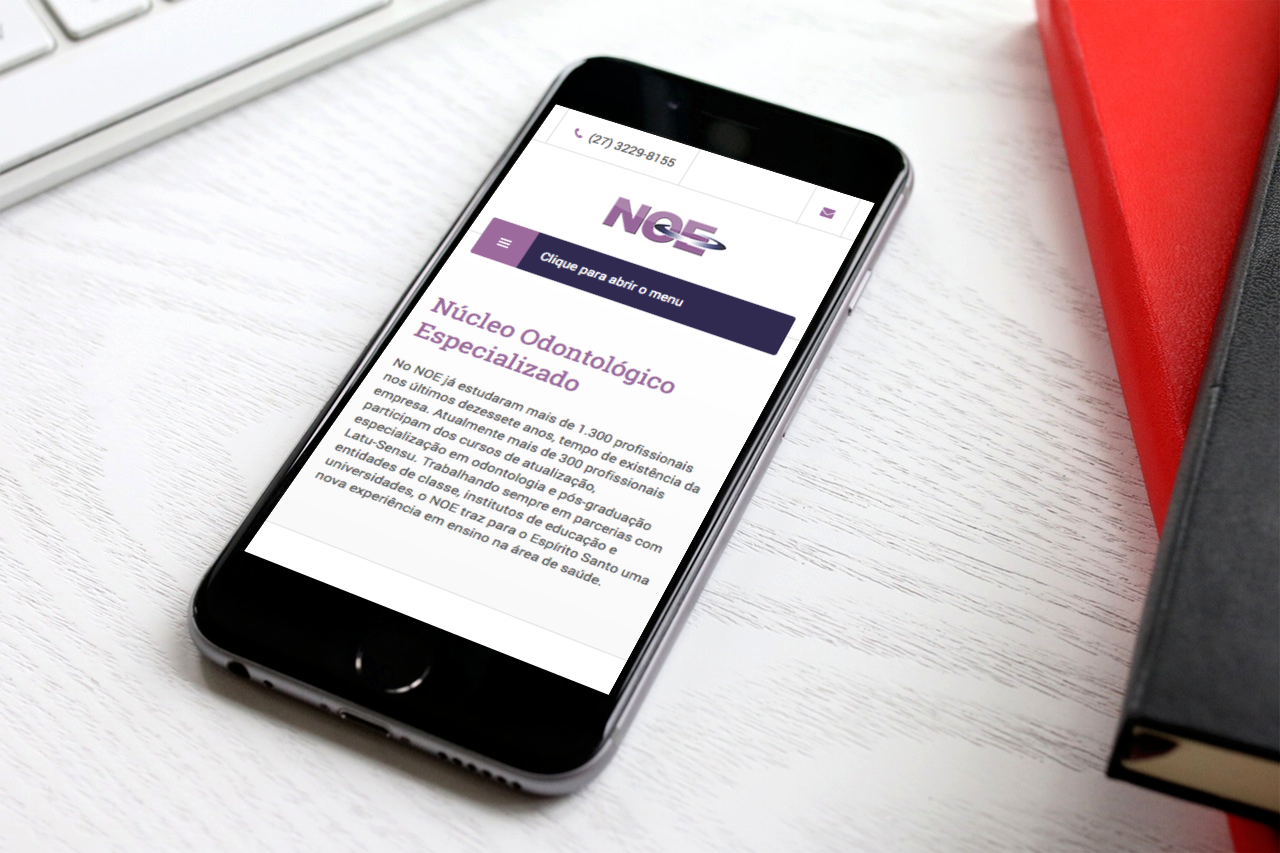 (27) 3229-8155
NOE
Clique para abrir o menu
Núcleo Odontológico
Especializado
No NOE já estudaram mais de 1.300 profissionais
nos últimos dezessete anos, tempo de existência da
empresa. Atualmente mais de 300 profissionais
participam dos cursos de atualização,
especialização em odontologia e pós-graduação
Latu-Sensu. Trabalhando sempre em parcerias com
entidades de classe, institutos de educação e
universidades, o NOE traz para o Espírito Santo uma
nova experiência em ensino na área de saúde.